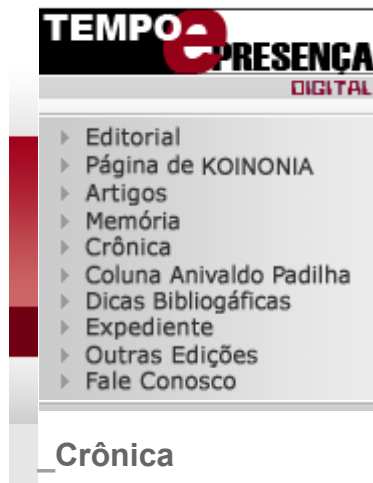 TEMPO e PRESENÇA
DIGITAL
Editorial
Página de KOINONIA
Artigos
Memória
Crônica
Coluna Anivaldo Padilha
Dicas Bibliogáficas
Expediente
Outras Edições
Fale Conosco
_Crônica